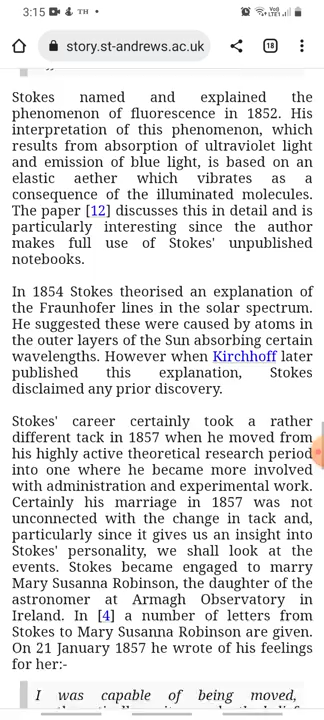 3:15 TH •
story.st-andrews.ac.uk
18
Stokes named and explained the
phenomenon of fluorescence in 1852. His
interpretation of this phenomenon, which
results from absorption of ultraviolet light
and emission of blue light, is based on an
elastic aether which vibrates as a
consequence of the illuminated molecules.
The paper [12] discusses this in detail and is
particularly interesting since the author
makes full use of Stokes' unpublished
notebooks.
In 1854 Stokes theorised an explanation of
the Fraunhofer lines in the solar spectrum.
He suggested these were caused by atoms in
the outer layers of the Sun absorbing certain
wavelengths. However when Kirchhoff later
published this explanation, Stokes
disclaimed any prior discovery.
Stokes' career certainly took a rather
different tack in 1857 when he moved from
his highly active theoretical research period
into one where he became more involved
with administration and experimental work.
Certainly his marriage in 1857 was not
unconnected with the change in tack and,
particularly since it gives us an insight into
Stokes' personality, we shall look at the
events. Stokes became engaged to marry
Mary Susanna Robinson, the daughter of the
astronomer at Armagh Observatory in
Ireland. In [4] a number of letters from
Stokes to Mary Susanna Robinson are given.
On 21 January 1857 he wrote of his feelings
for her:-
I was capable of being moved,